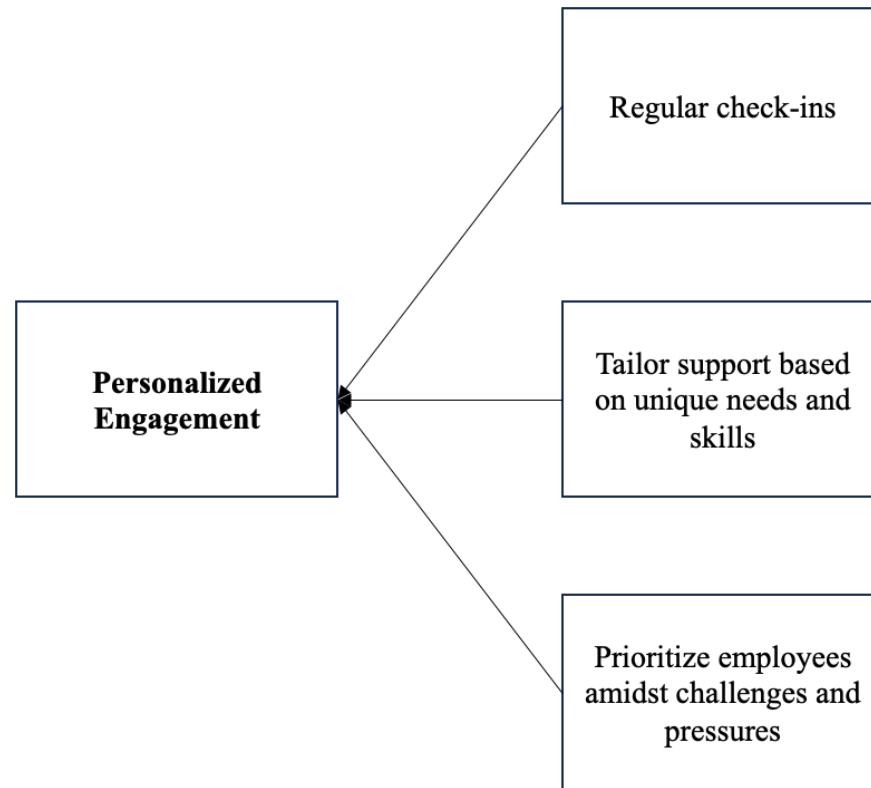 Regular check-ins
Personalized
Engagement
Tailor support based
on unique needs and
skills
Prioritize employees
amidst challenges and
pressures